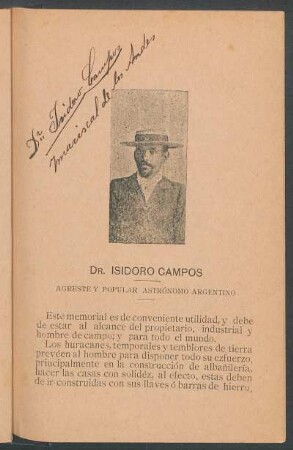 Dr. Isidoro Campos
mariscal de los Andes
DR. ISIDORO CAMPOS
AGRESTE Y POPULAR ASTRÓNOMO ARGENTINO
Este memorial es de conveniente utilidad, y debe
de estar al alcance del propietario, industrial y
hombre de campo; y para todo el mundo.
Los huracanes, temporales y temblores de tierra
prevéen al hombre para disponer todo su ezfuerzo,
principalmente en la construcción de albañilería,
hacer las casas con solidéz, al efecto, estas deben
de ir construidas con sus llaves ó barras de hierro,